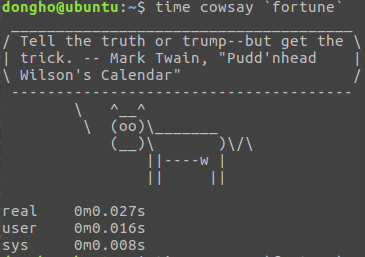 dongho@ubuntu:~$ time cowsay `fortune`
 _____________________________________
/ Tell the truth or trump--but get the \
| trick. -- Mark Twain, "Pudd'nhead    |
\ Wilson's Calendar"                   /
 -------------------------------------
        \   ^__^
         \  (oo)\_______
            (__)\       )\/\
                ||----w |
                ||     ||

real    0m0.027s
user    0m0.016s
sys     0m0.008s